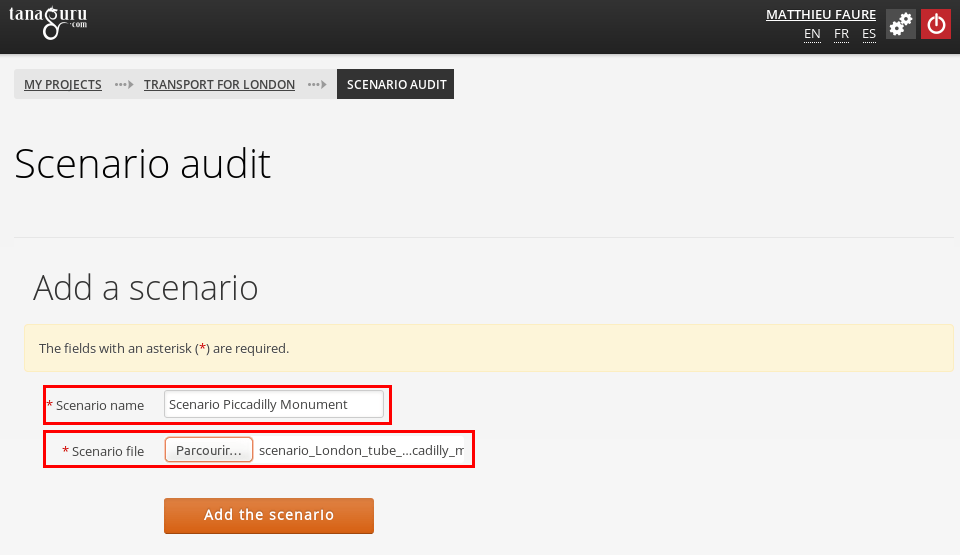 tanaguru
.com
MATTHIEU FAURE
EN FR ES
MY PROJECTS TRANSPORT FOR LONDON SCENARIO AUDIT
Scenario audit
Add a scenario
The fields with an asterisk (*) are required.
* Scenario name Scenario Piccadilly Monument
* Scenario file Parcourir... scenario_London_tube_...cadilly_m
Add the scenario